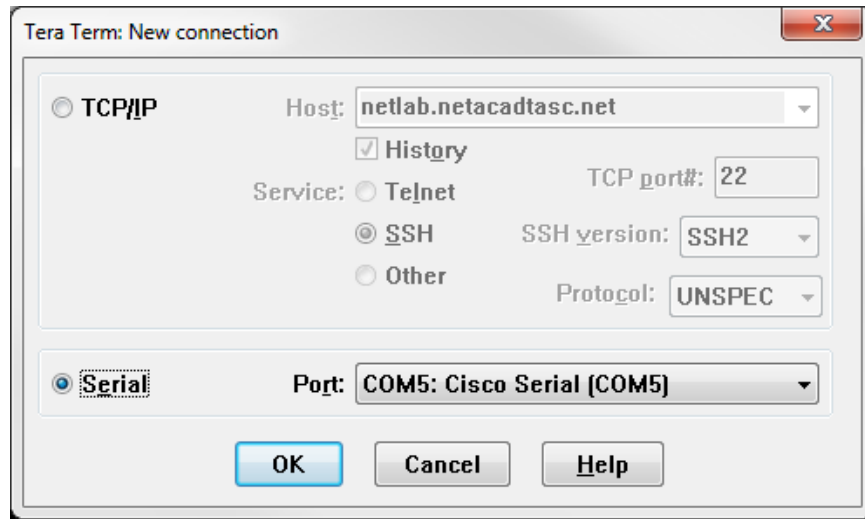 Tera Term: New connection
TCP/IP Host: netlab.netacadtasc.net
History
Service: Telnet TCP port#: 22
SSH SSH version: SSH2
Other Protocol: UNSPEC
Serial Port: COM5: Cisco Serial (COM5)
OK Cancel Help